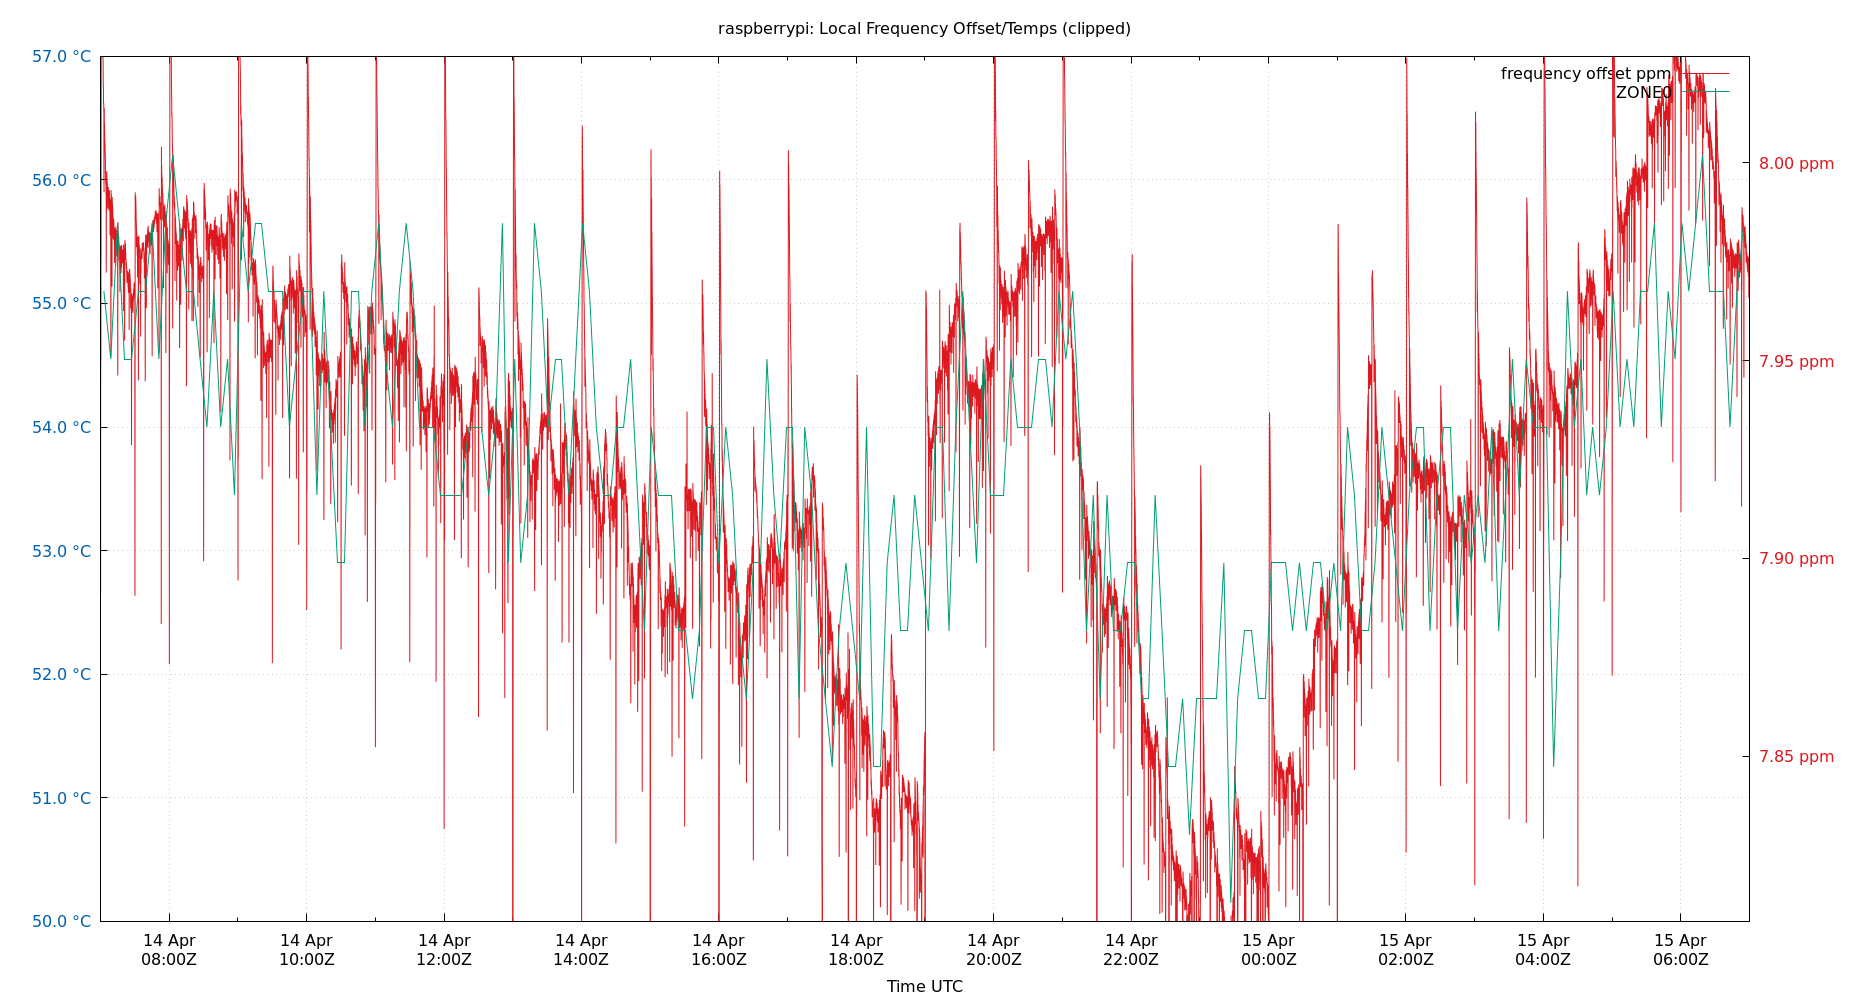 raspberrypi: Local Frequency Offset/Temps (clipped)
57.0 °C
56.0 °C
55.0 °C
54.0 °C
53.0 °C
52.0 °C
51.0 °C
50.0 °C
frequency offset ppm
ZONE0
8.00 ppm
7.95 ppm
7.90 ppm
7.85 ppm
14 Apr 14 Apr 14 Apr 14 Apr 14 Apr 14 Apr 14 Apr 14 Apr 15 Apr 15 Apr 15 Apr 15 Apr
08:00Z 10:00Z 12:00Z 14:00Z 16:00Z 18:00Z 20:00Z 22:00Z 00:00Z 02:00Z 04:00Z 06:00Z
Time UTC